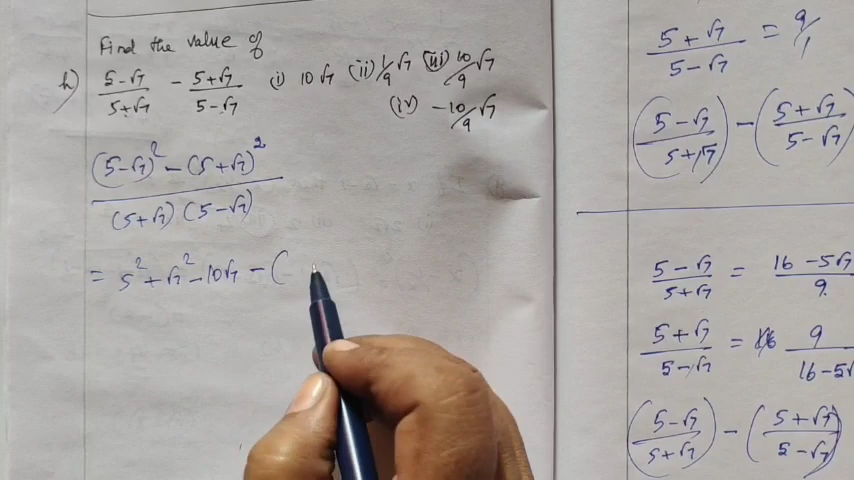 Find the value of
h) 5-√7/5+√7 - 5+√7/5-√7 (i) 10√7 (ii) 1/9√7 (iii) 10/9√7
(iv) -10/9√7
(5-√7)² - (5+√7)²
(5+√7)(5-√7)
= 5² + √7² - 10√7 - (
5+√7/5-√7 = 9/1
(5-√7/5+√7) - (5+√7/5-√7)
5-√7/5+√7 = 16-5√7/9
5+√7/5-√7 = 9/16-5√
(5-√7/5+√7) - (5+√7/5-√7)